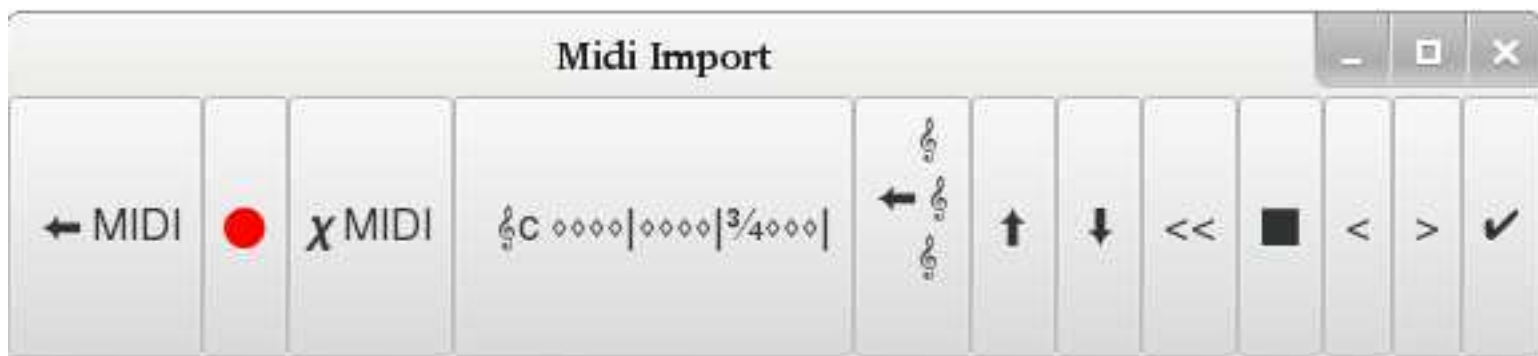 Midi Import
← MIDI
● χ MIDI
𝄞C ⋄⋄⋄⋄|⋄⋄⋄⋄|¾⋄⋄⋄|
𝄞
← 𝄞
𝄞
⬆ ⬇ << ■ < > ✔